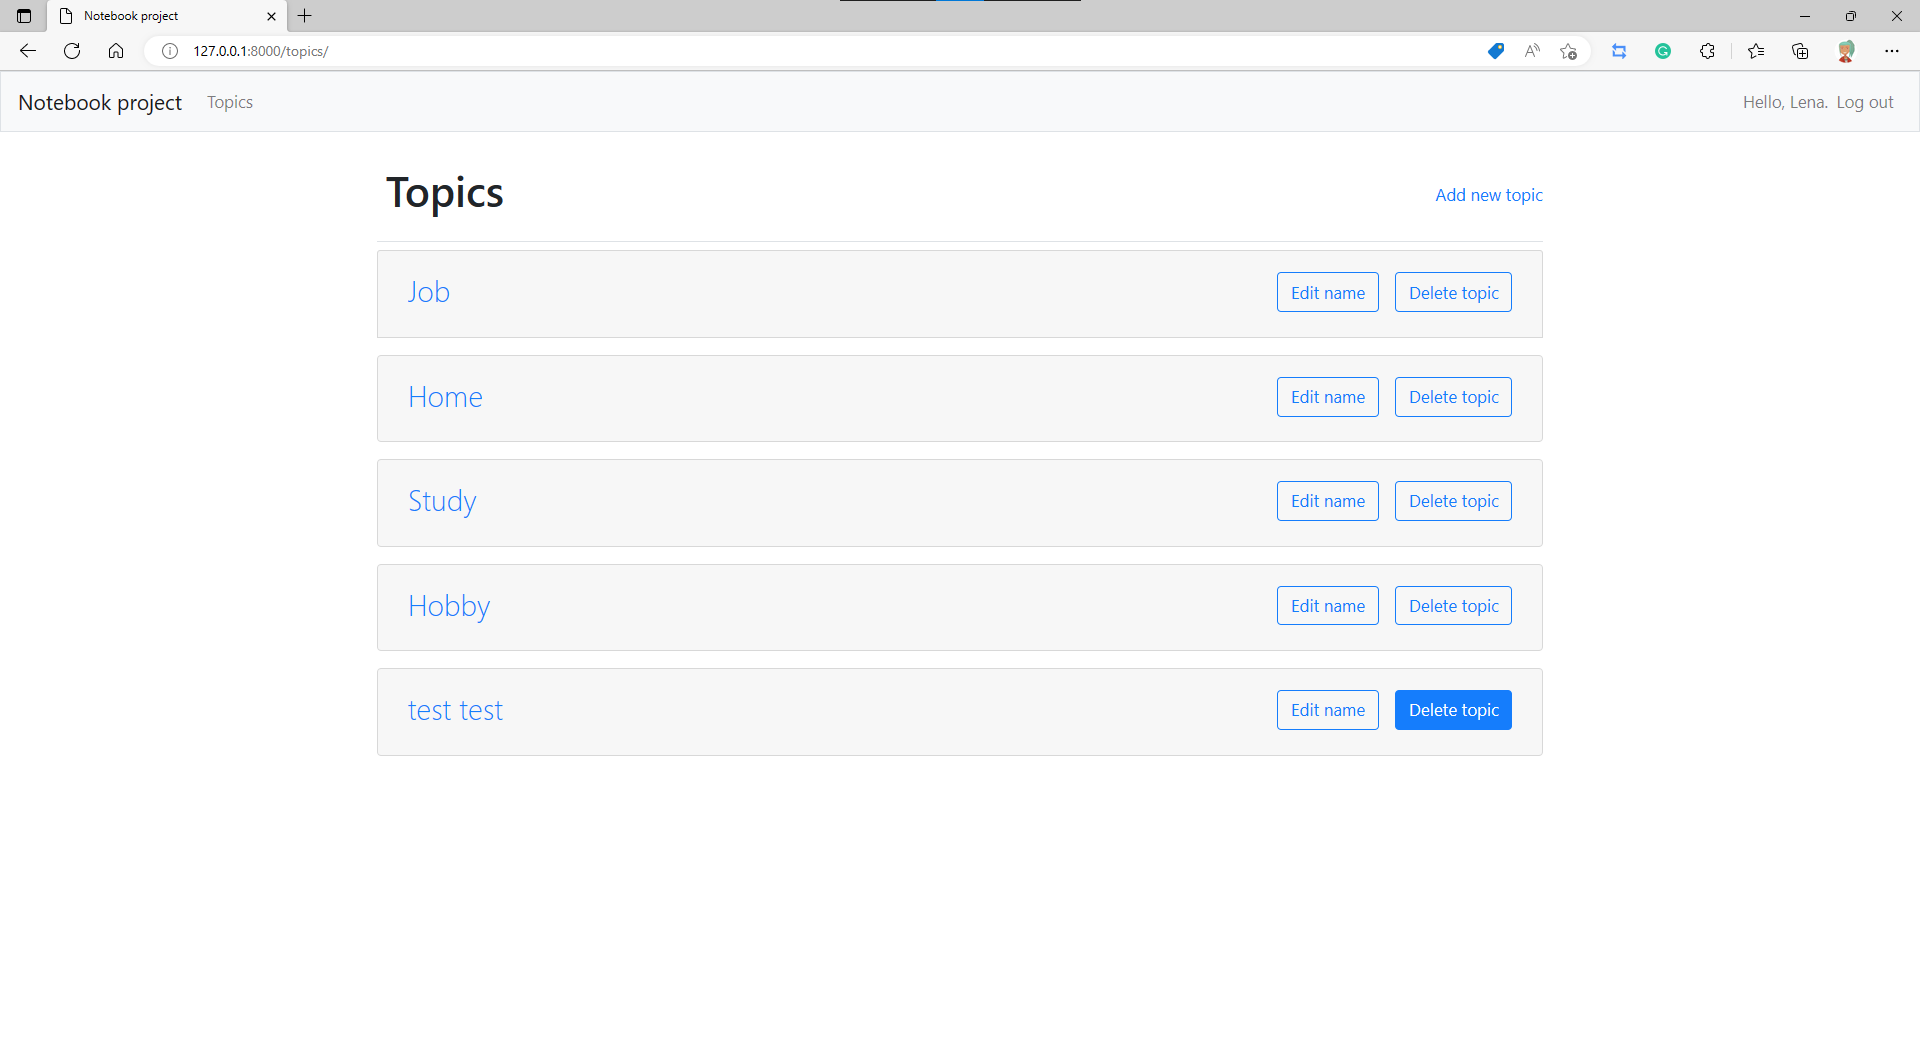 Notebook project
127.0.0.1:8000/topics/
Notebook project Topics Hello, Lena. Log out
Topics Add new topic
Job Edit name Delete topic
Home Edit name Delete topic
Study Edit name Delete topic
Hobby Edit name Delete topic
test test Edit name Delete topic